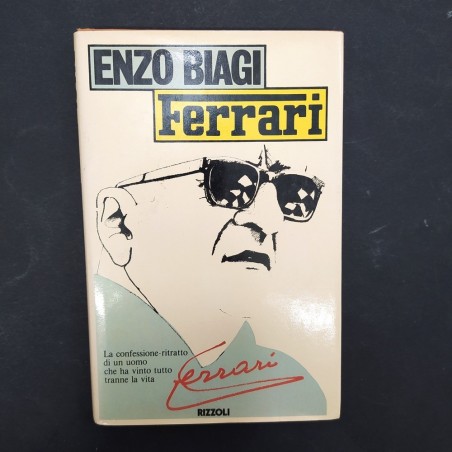 ENZO BIAGI
Ferrari
La confessione-ritratto
di un uomo
che ha vinto tutto
tranne la vita
Ferrari
RIZZOLI